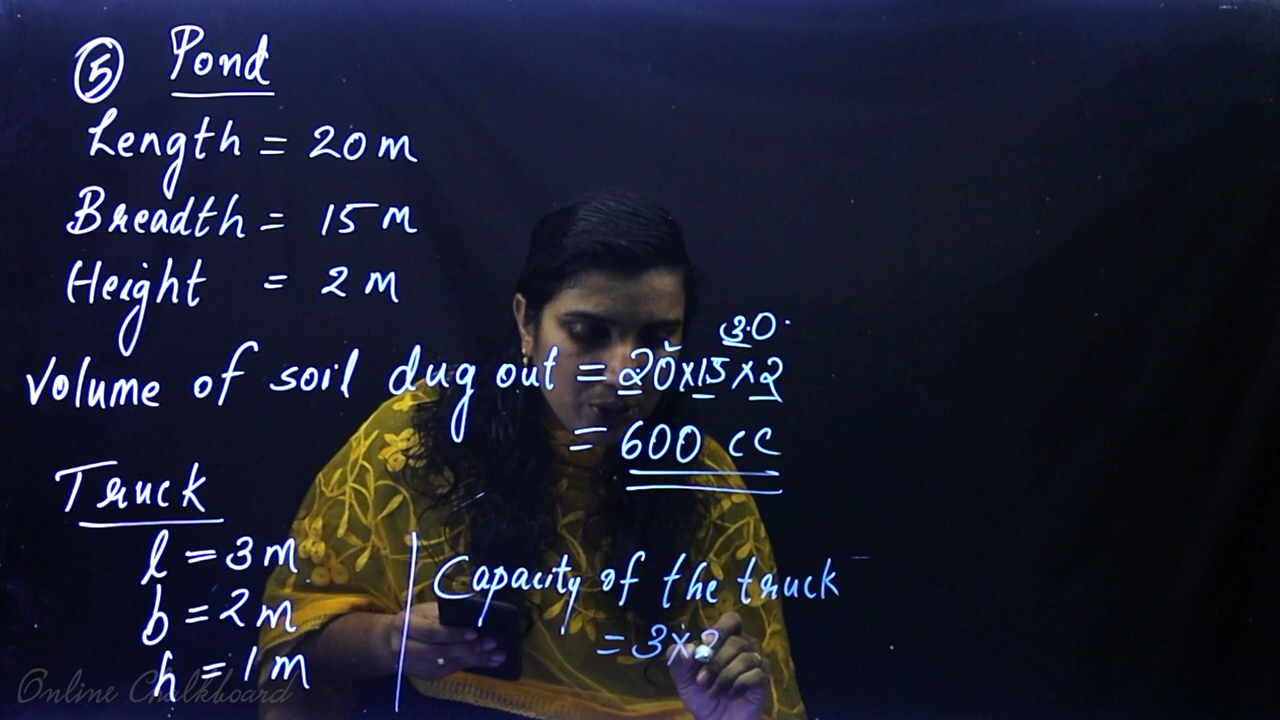 5 Pond
Length = 20 m
Breadth = 15 m
Height = 2 m
30
Volume of soil dug out = 20 x 15 x 2
= 600 cc
Truck
l = 3 m
b = 2 m
h = 1 m
Capacity of the truck
= 3 x 2
Online Chalkboard